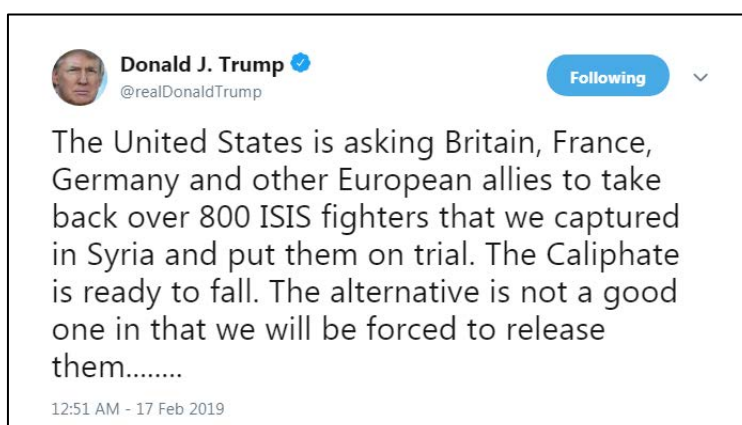 Donald J. Trump
@realDonaldTrump
Following
The United States is asking Britain, France,
Germany and other European allies to take
back over 800 ISIS fighters that we captured
in Syria and put them on trial. The Caliphate
is ready to fall. The alternative is not a good
one in that we will be forced to release
them........
12:51 AM - 17 Feb 2019